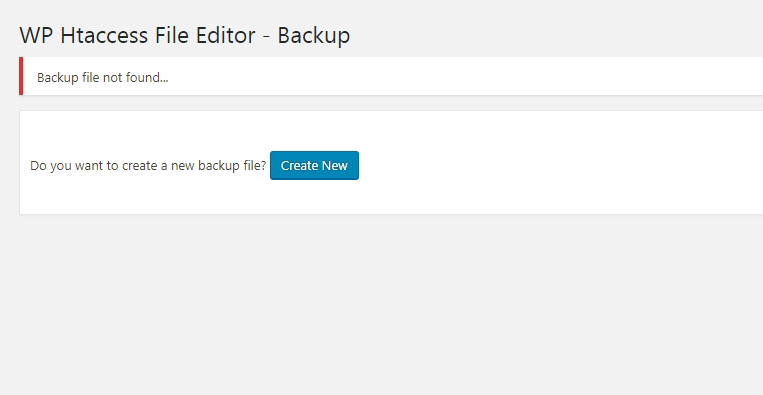 WP Htaccess File Editor - Backup
Backup file not found...
Do you want to create a new backup file? Create New